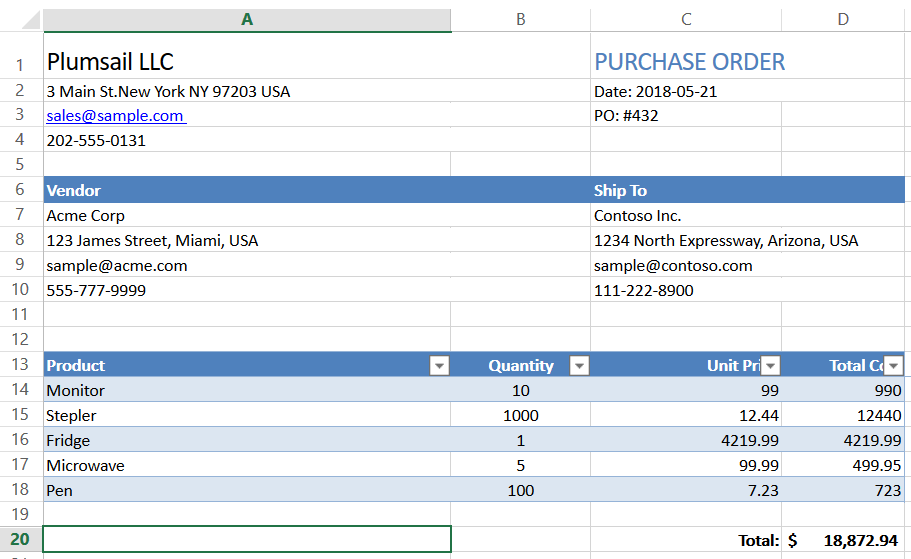 A B C D
1 Plumsail LLC PURCHASE ORDER
2 3 Main St.New York NY 97203 USA Date: 2018-05-21
3 sales@sample.com PO: #432
4 202-555-0131
5
6 Vendor Ship To
7 Acme Corp Contoso Inc.
8 123 James Street, Miami, USA 1234 North Expressway, Arizona, USA
9 sample@acme.com sample@contoso.com
10 555-777-9999 111-222-8900
11
12
13 Product Quantity Unit Pri Total Co
14 Monitor 10 99 990
15 Stepler 1000 12.44 12440
16 Fridge 1 4219.99 4219.99
17 Microwave 5 99.99 499.95
18 Pen 100 7.23 723
19
20 Total: $ 18,872.94